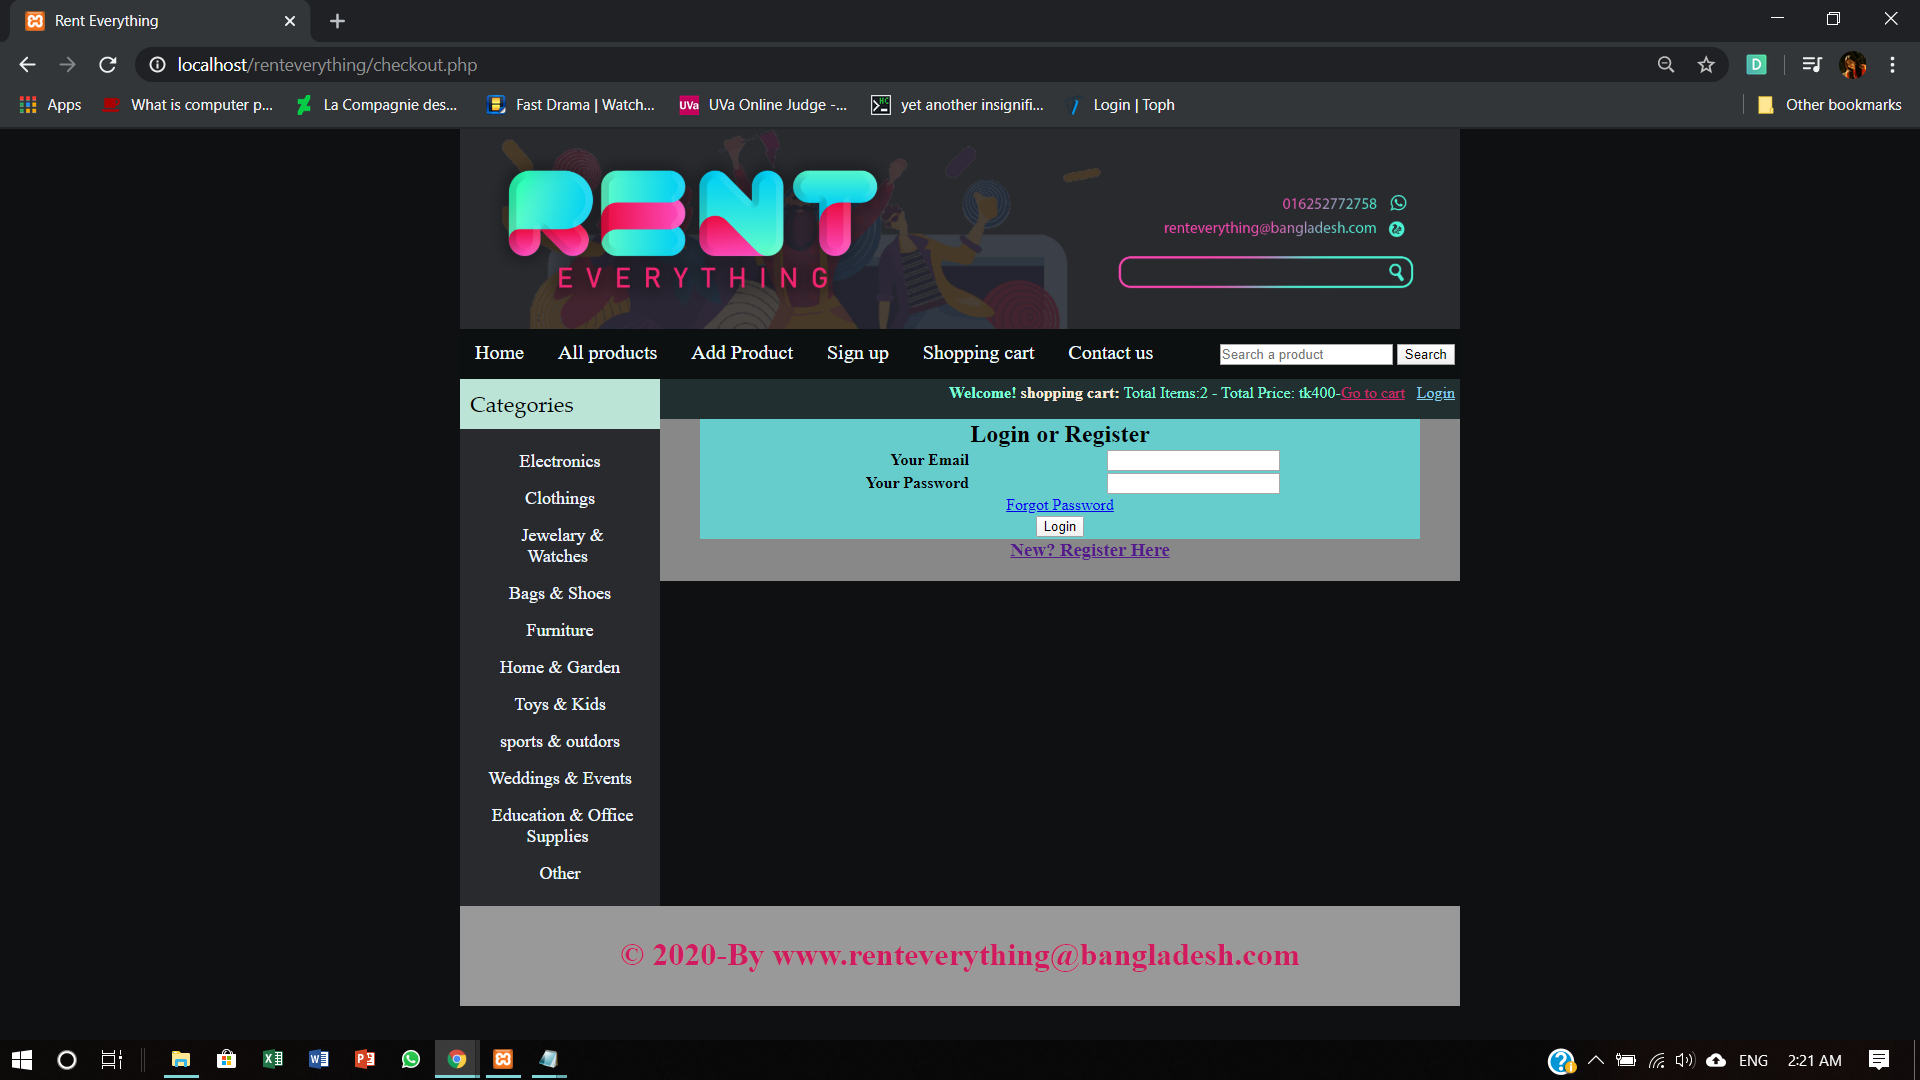 Rent Everything
localhost/renteverything/checkout.php
D
Apps
What is computer p...
La Compagnie des...
Fast Drama | Watch...
UVa
UVa Online Judge -...
yet another insignifi...
Login | Toph
Other bookmarks
RENT
EVERYTHING
016252772758
renteverything@bangladesh.com
Home
All products
Add Product
Sign up
Shopping cart
Contact us
Search a product
Search
Categories
Welcome! shopping cart: Total Items:2 - Total Price: tk400-Go to cart Login
Electronics
Clothings
Jewelary &
Watches
Bags & Shoes
Furniture
Home & Garden
Toys & Kids
sports & outdors
Weddings & Events
Education & Office
Supplies
Other
Login or Register
Your Email
Your Password
Forgot Password
Login
New? Register Here
© 2020-By www.renteverything@bangladesh.com
ENG
2:21 AM